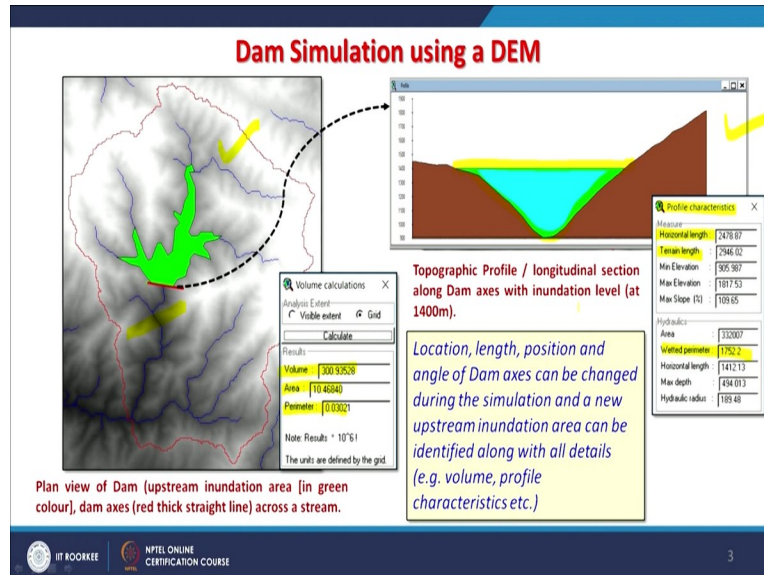 Dam Simulation using a DEM
Profile
1400
1300
1200
1100
1000
900
Volume calculations X
Analysis Extent
Visible extent Grid
Calculate
Results
Volume : 300.93528
Area : 10.46840
Perimeter : 0.03021
Note: Results * 10^6 !
The units are defined by the grid.
Profile characteristics X
Measure
Horizontal length : 2478.87
Terrain length : 2946.02
Min Elevation : 905.987
Max Elevation : 1817.53
Max Slope (%) : 109.65
Hydraulics
Area : 332007
Wetted perimeter : 1752.2
Horizontal length : 1412.13
Max depth : 494.013
Hydraulic radius : 189.48
Topographic Profile / longitudinal section
along Dam axes with inundation level (at
1400m).
Location, length, position and
angle of Dam axes can be changed
during the simulation and a new
upstream inundation area can be
identified along with all details
(e.g. volume, profile
characteristics etc.)
Plan view of Dam (upstream inundation area [in green
colour], dam axes (red thick straight line) across a stream.
IIT ROORKEE
NPTEL ONLINE
CERTIFICATION COURSE
3